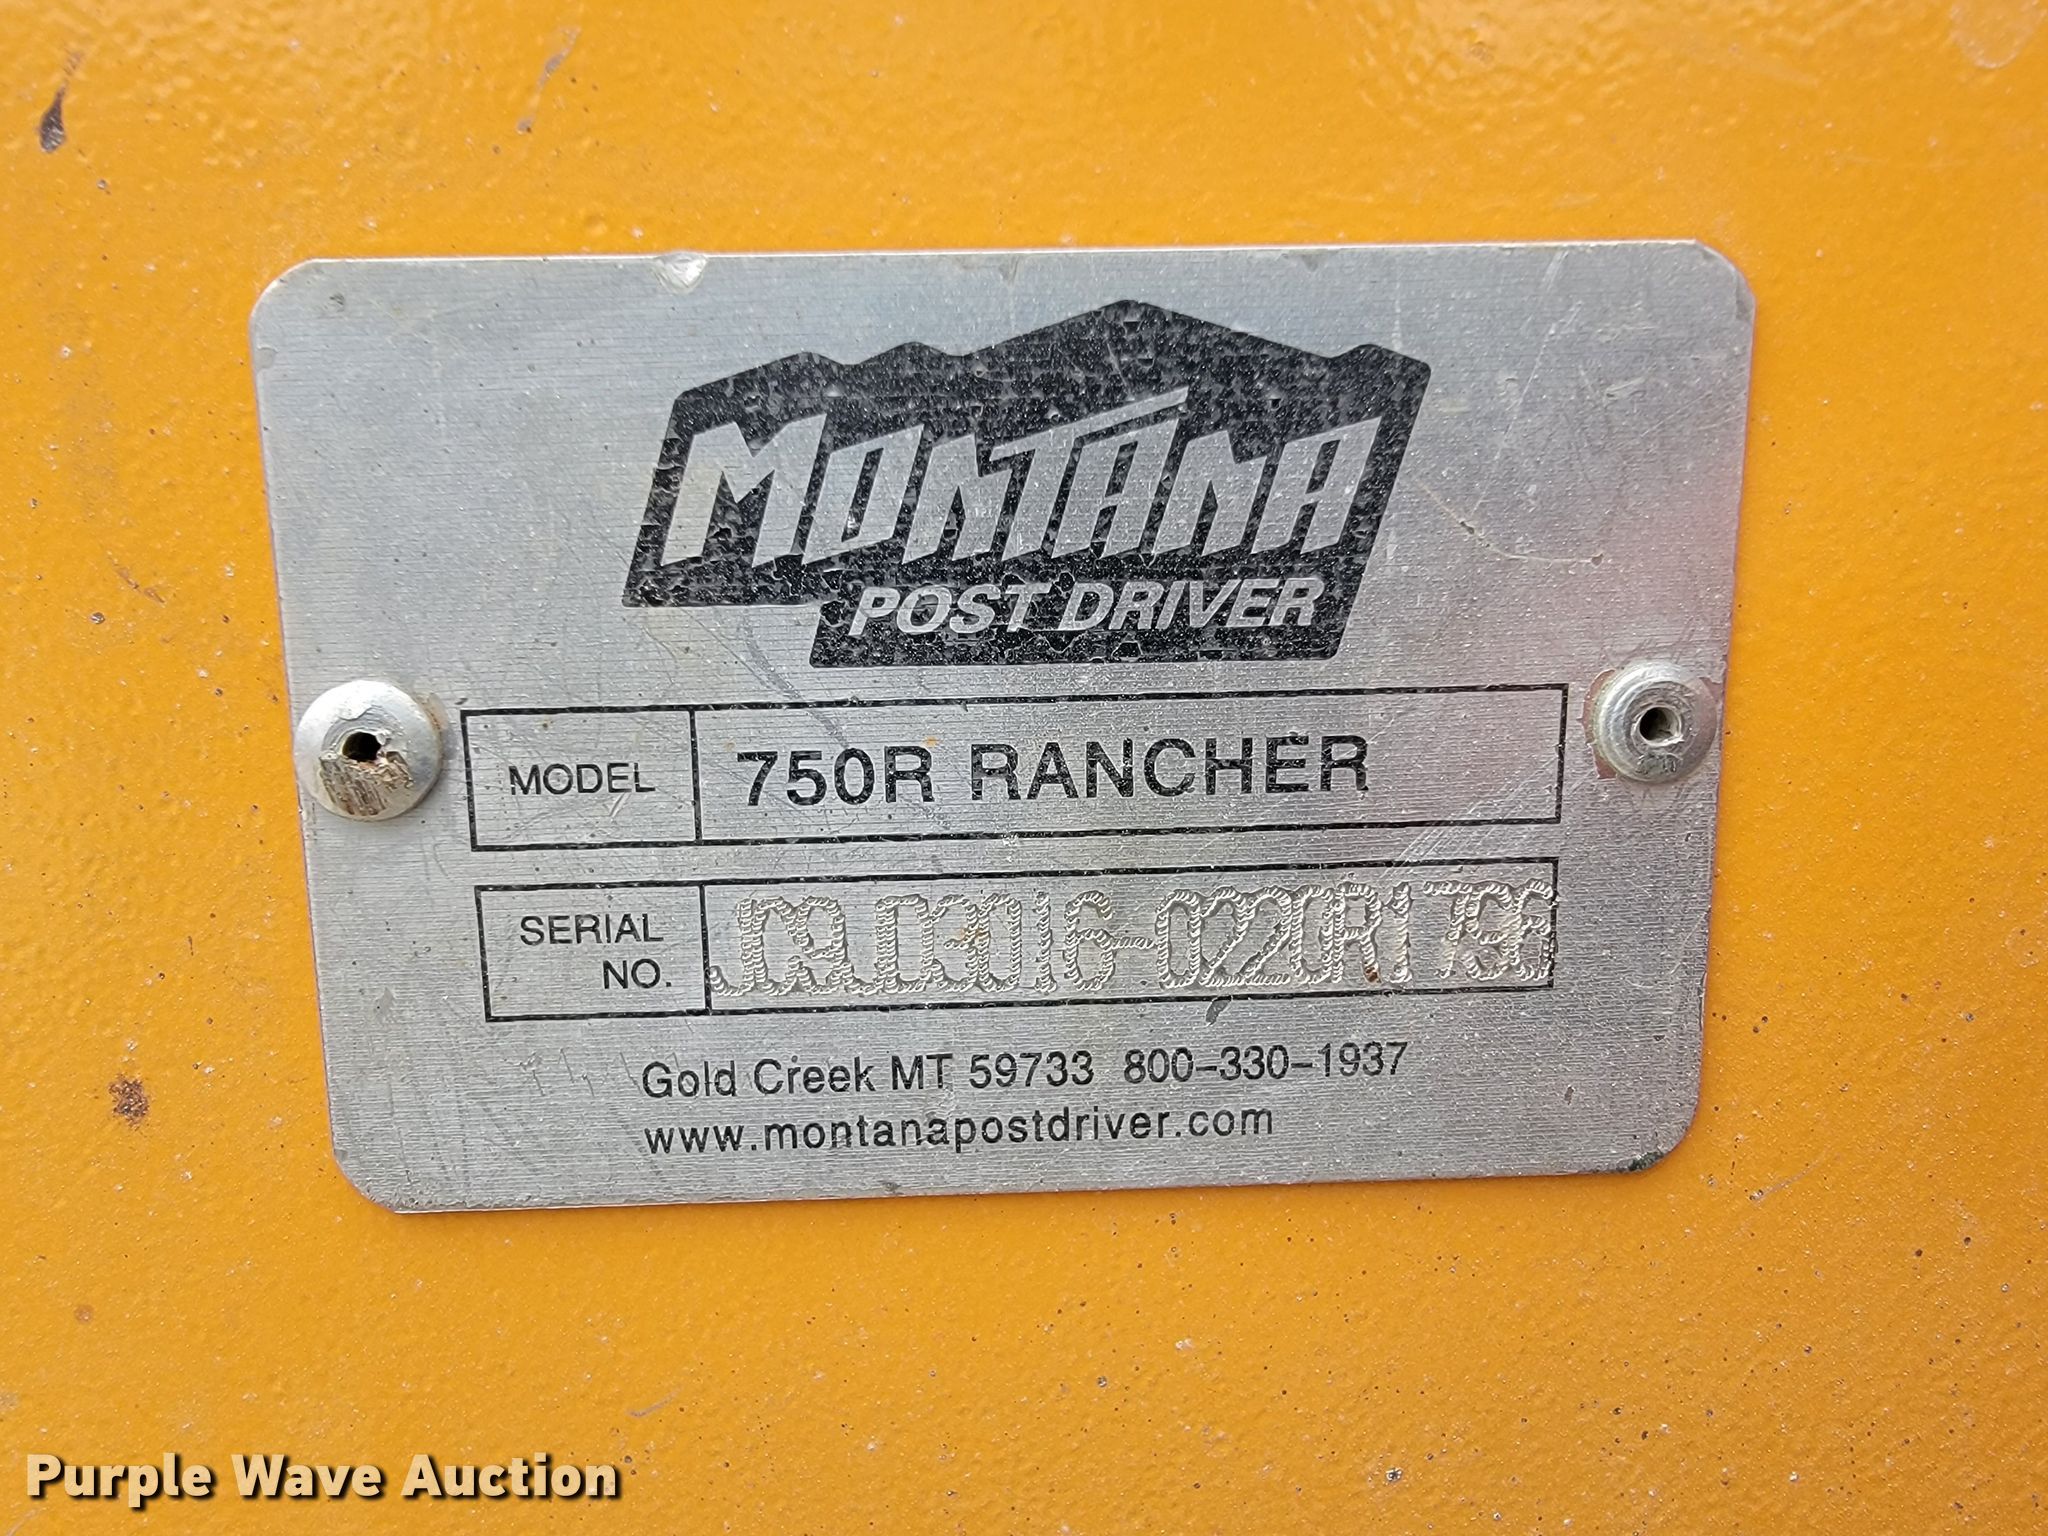 MONTANA
POST DRIVER
MODEL 750R RANCHER
SERIAL NO.
Gold Creek MT 59733 800-330-1937
www.montanapostdriver.com
Purple Wave Auction